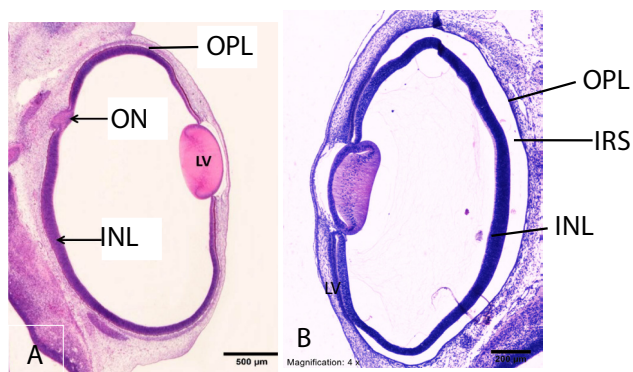 OPL
ON
LV
INL
A
500 µm
OPL
IRS
INL
LV
B
Magnification: 4 x
200 µm